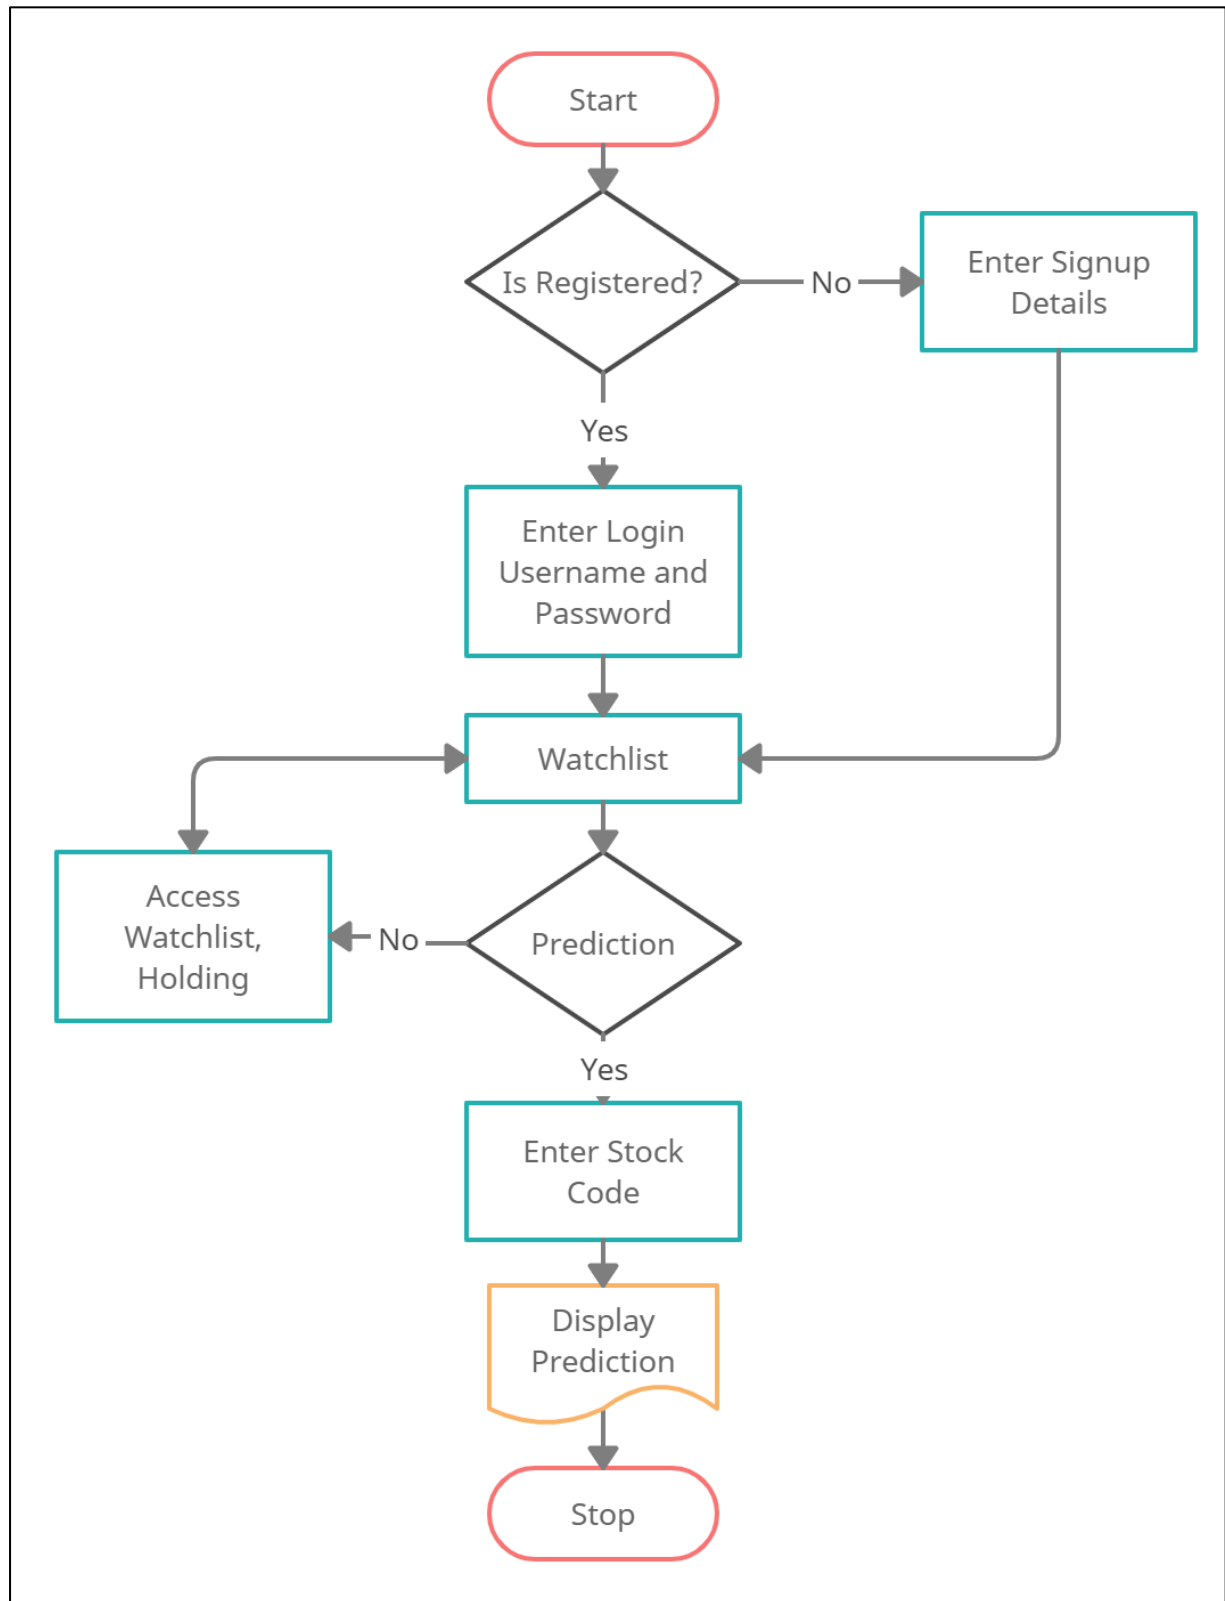 Start
Is Registered?
No
Enter Signup
Details
Yes
Enter Login
Username and
Password
Watchlist
Access
Watchlist,
Holding
No
Prediction
Yes
Enter Stock
Code
Display
Prediction
Stop